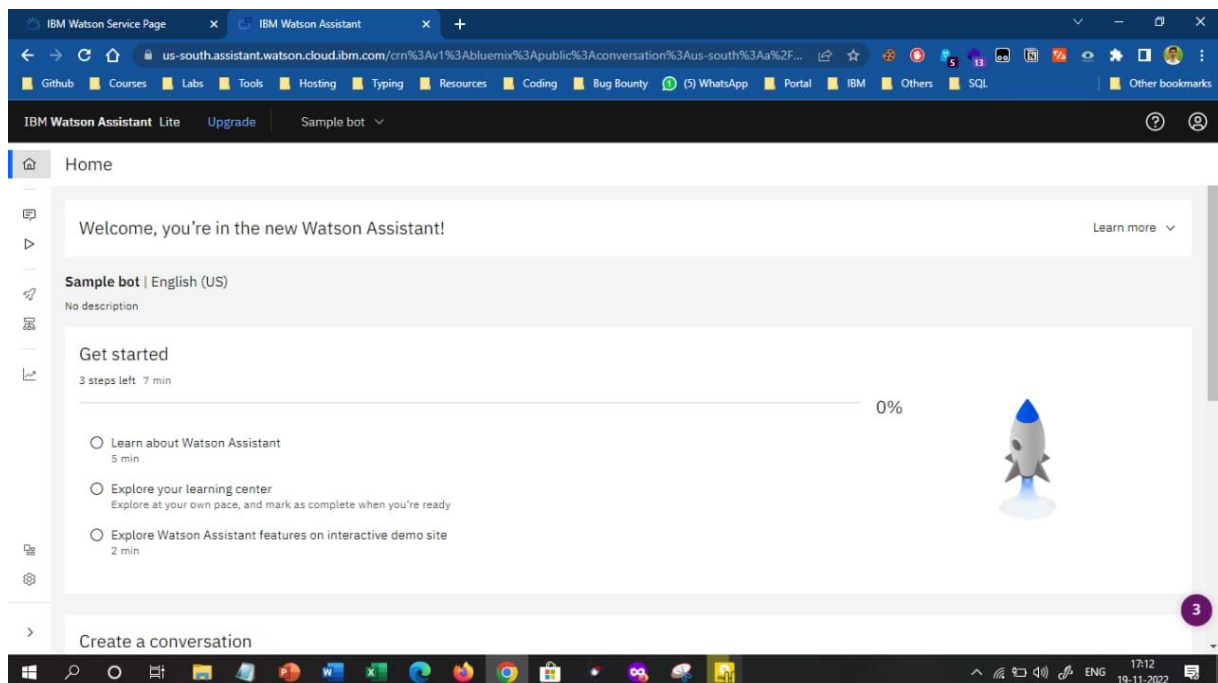 IBM Watson Service Page
IBM Watson Assistant
us-south.assistant.watson.cloud.ibm.com/crn%3Av1%3Abluemix%3Apublic%3Aconversation%3Aus-south%3Aa%2F...
5
13
Github Courses Labs Tools Hosting Typing Resources Coding Bug Bounty (5) WhatsApp Portal IBM Others SQL Other bookmarks
IBM Watson Assistant Lite Upgrade Sample bot
Home
Welcome, you're in the new Watson Assistant! Learn more
Sample bot | English (US)
No description
Get started
3 steps left 7 min
0%
Learn about Watson Assistant
5 min
Explore your learning center
Explore at your own pace, and mark as complete when you're ready
Explore Watson Assistant features on interactive demo site
2 min
3
Create a conversation
ENG 17:12
19-11-2022